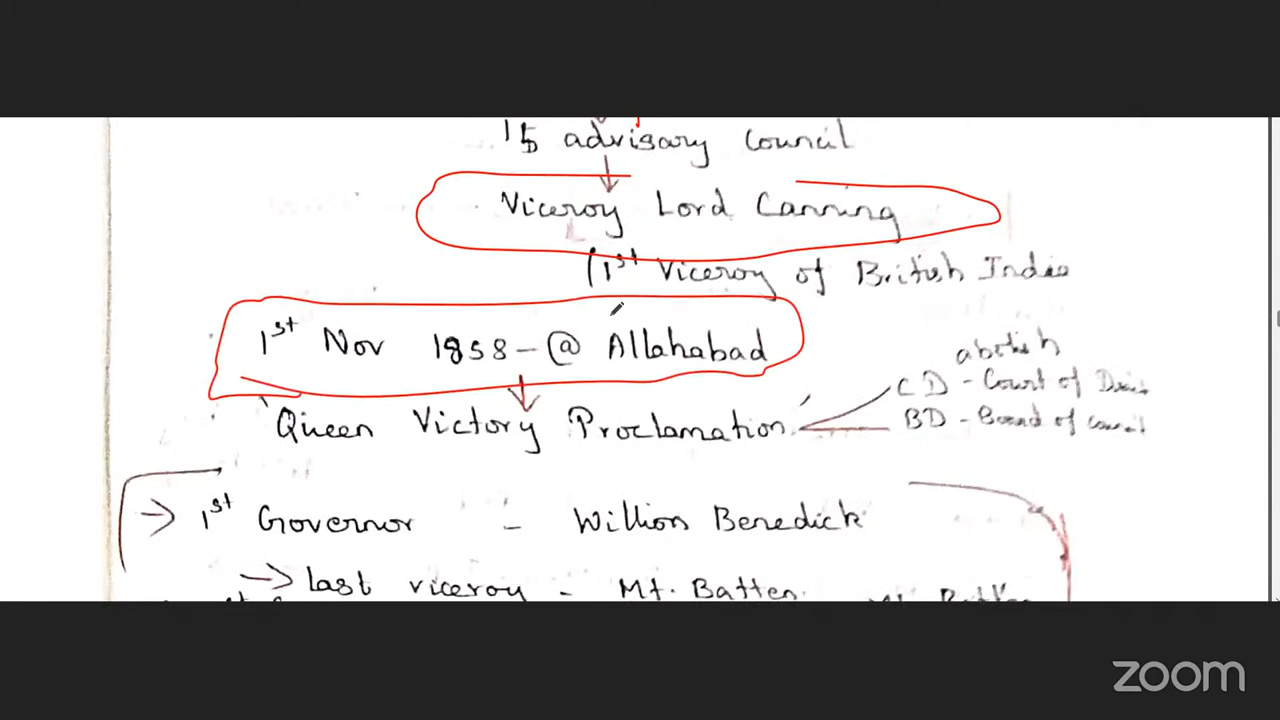 15 advisory Council
Viceroy Lord Canning
(1st Viceroy of British India
1st Nov 1858 - @ Allahabad
abolish
CD - Court of
Queen Victory Proclamation
BD - Board of
→ 1st Governor - Willion Benedick
→ last viceroy - Mt. Batten
zoom